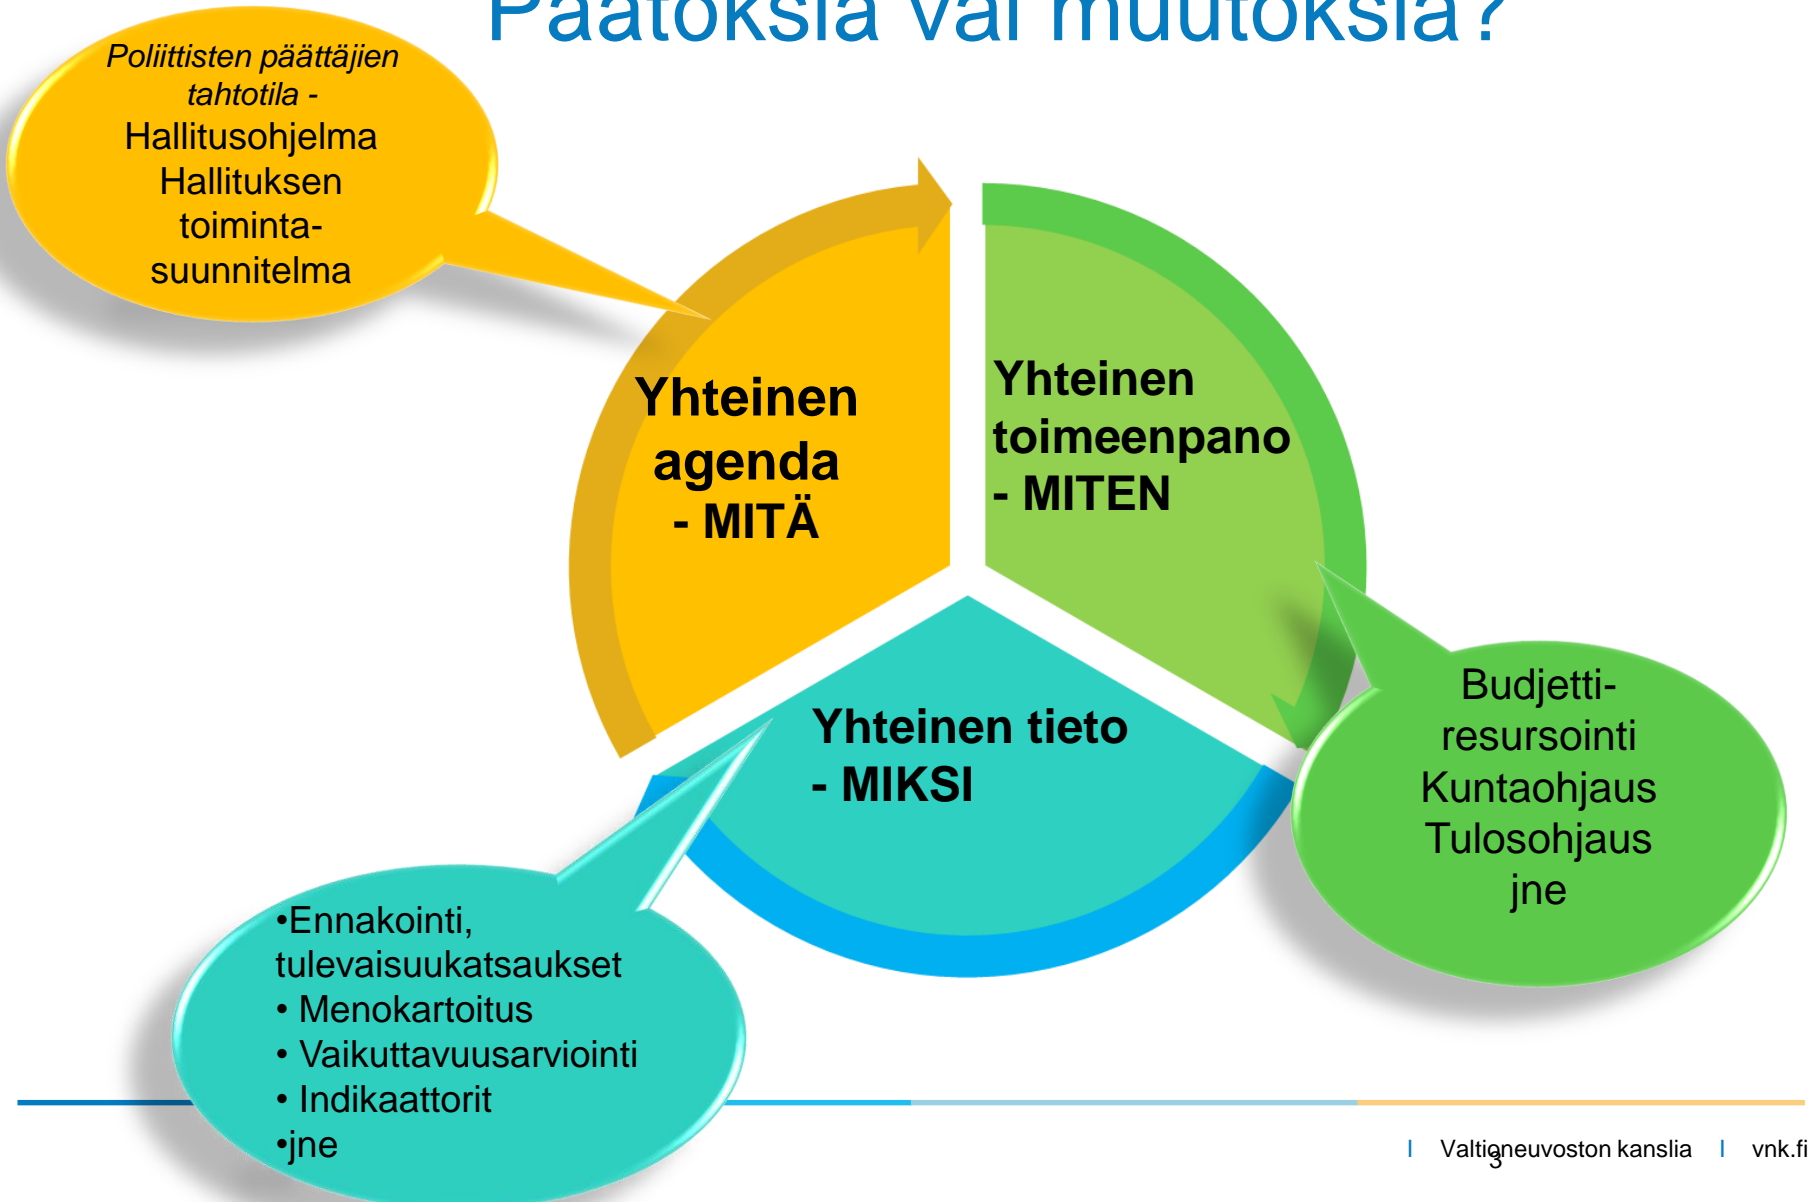 Päätöksiä vai muutoksia?
Poliittisten päättäjien
tahtotila -
Hallitusohjelma
Hallituksen
toiminta-
suunnitelma
Yhteinen
agenda
- MITÄ
Yhteinen
toimeenpano
- MITEN
Yhteinen tieto
- MIKSI
Budjetti-
resursointi
Kuntaohjaus
Tulosohjaus
jne
•Ennakointi,
tulevaisuukatsaukset
• Menokartoitus
• Vaikuttavuusarviointi
• Indikaattorit
•jne
| Valtioneuvoston kanslia | vnk.fi
3